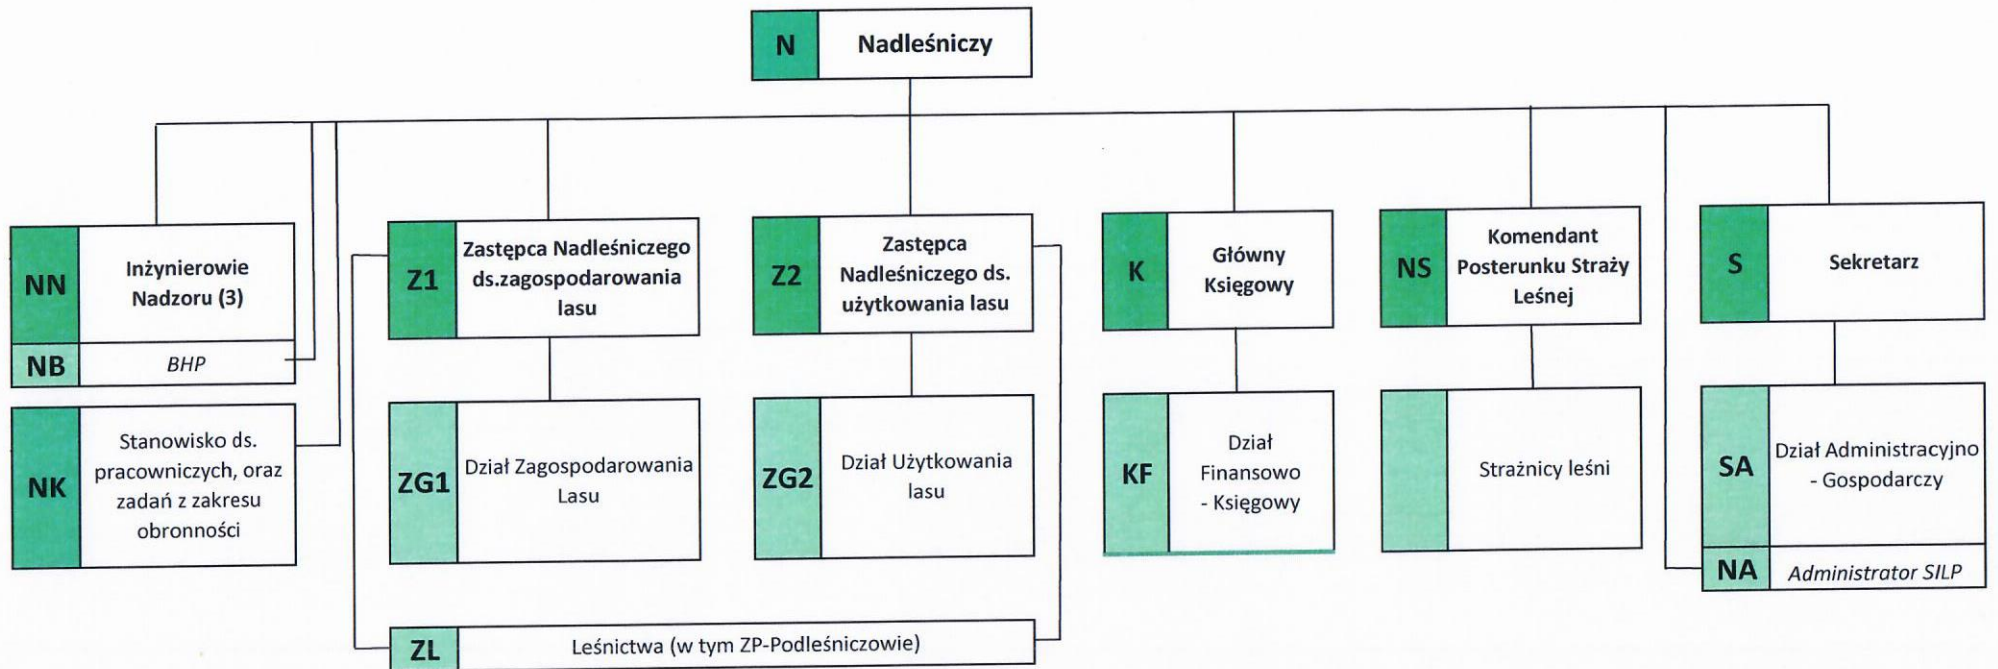 N
Nadleśniczy
NN
Inżynierowie
Nadzoru (3)
NB
BHP
NK
Stanowisko ds.
pracowniczych, oraz
zadań z zakresu
obronności
Z1
Zastępca Nadleśniczego
ds.zagospodarowania
lasu
ZG1
Dział Zagospodarowania
Lasu
Z2
Zastępca
Nadleśniczego ds.
użytkowania lasu
ZG2
Dział Użytkowania
lasu
ZL
Leśnictwa (w tym ZP-Podleśniczowie)
K
Główny
Księgowy
KF
Dział
Finansowo
- Księgowy
NS
Komendant
Posterunku Straży
Leśnej
Strażnicy leśni
S
Sekretarz
SA
Dział Administracyjno
- Gospodarczy
NA
Administrator SILP